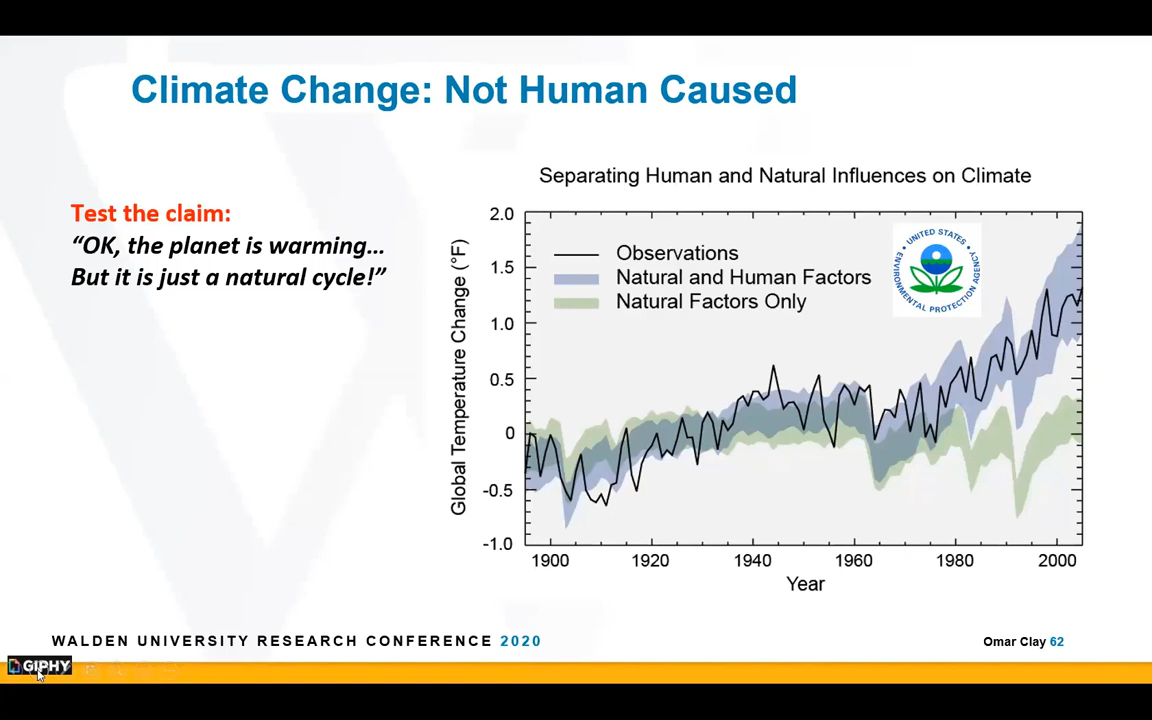 Climate Change: Not Human Caused
Test the claim:
“OK, the planet is warming…
But it is just a natural cycle!”
Separating Human and Natural Influences on Climate
Global Temperature Change (°F)
2.0
1.5
1.0
0.5
0
-0.5
-1.0
Observations
Natural and Human Factors
Natural Factors Only
UNITED STATES
ENVIRONMENTAL PROTECTION AGENCY
1900 1920 1940 1960 1980 2000
Year
WALDEN UNIVERSITY RESEARCH CONFERENCE 2020
Omar Clay 62
GIPHY